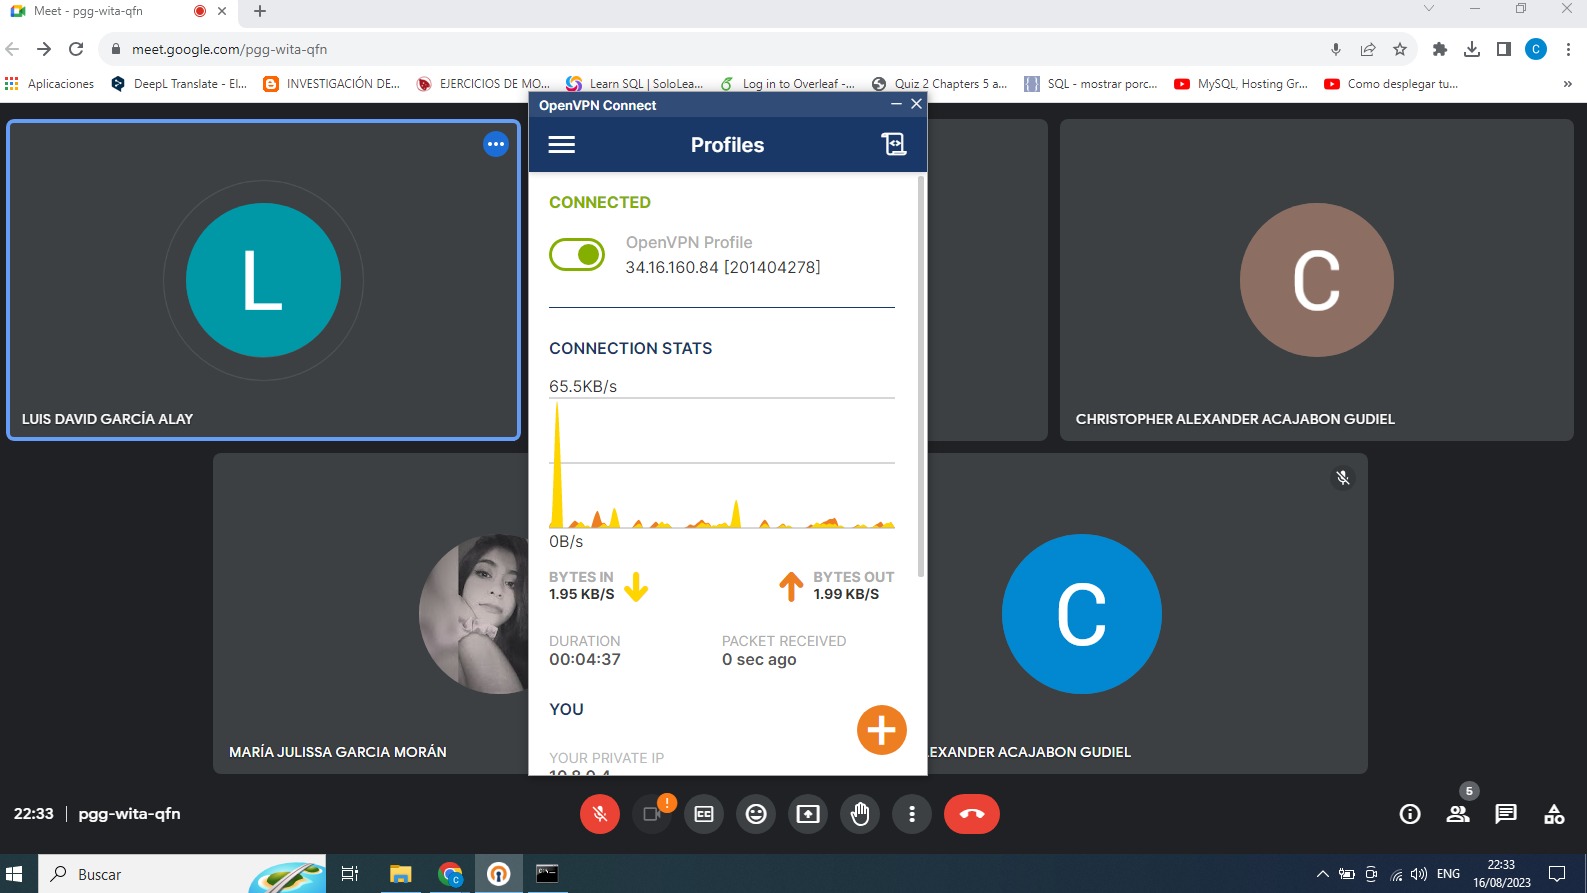 Meet - pgg-wita-qfn
meet.google.com/pgg-wita-qfn
C
Aplicaciones
DeepL Translate - El...
INVESTIGACIÓN DE...
EJERCICIOS DE MO...
Learn SQL | SoloLea...
Log in to Overleaf -...
Quiz 2 Chapters 5 a...
SQL - mostrar porc...
MySQL, Hosting Gr...
Como desplegar tu...
»
OpenVPN Connect
Profiles
CONNECTED
OpenVPN Profile
34.16.160.84 [201404278]
CONNECTION STATS
65.5KB/s
0B/s
BYTES IN
1.95 KB/S
BYTES OUT
1.99 KB/S
DURATION
00:04:37
PACKET RECEIVED
0 sec ago
YOU
YOUR PRIVATE IP
L
LUIS DAVID GARCÍA ALAY
C
CHRISTOPHER ALEXANDER ACAJABON GUDIEL
MARÍA JULISSA GARCIA MORÁN
C
LEXANDER ACAJABON GUDIEL
22:33 | pgg-wita-qfn
!
CC
5
Buscar
C
ENG
22:33
16/08/2023